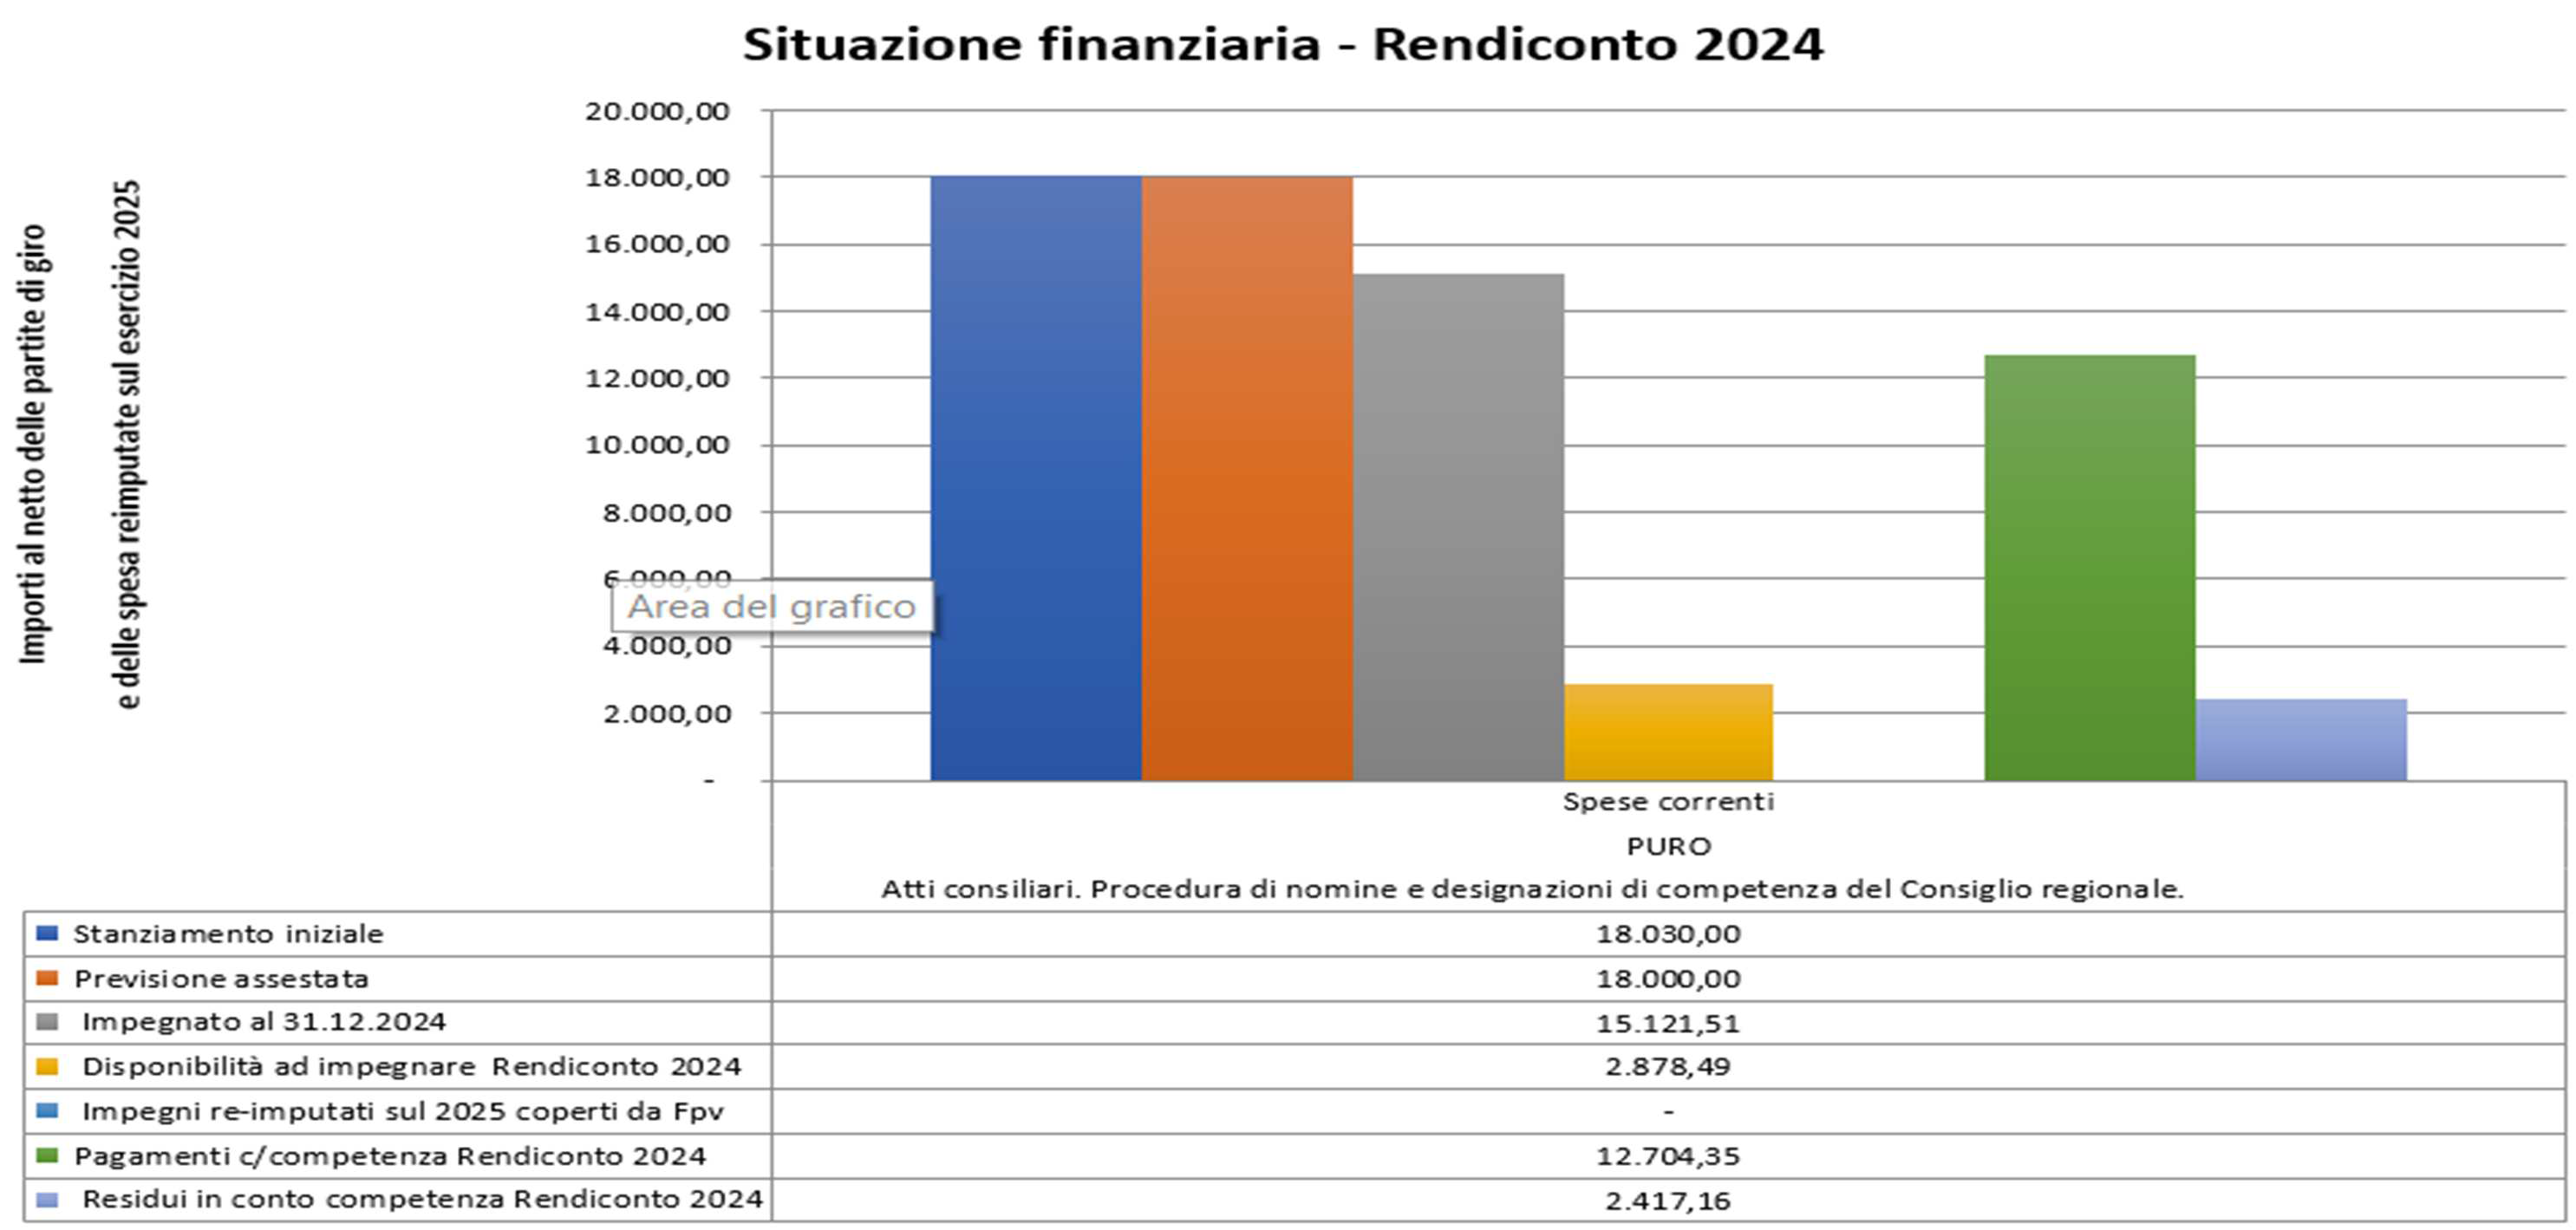 Situazione finanziaria - Rendiconto 2024
Importi al netto delle partite di giro
e delle spesa reimputate sul esercizio 2025
20.000,00
18.000,00
16.000,00
14.000,00
12.000,00
10.000,00
8.000,00
6.000,00
Area del grafico
4.000,00
2.000,00
-
Spese correnti
PURO
Atti consiliari. Procedura di nomine e designazioni di competenza del Consiglio regionale.
Stanziamento iniziale 18.030,00
Previsione assestata 18.000,00
Impegnato al 31.12.2024 15.121,51
Disponibilità ad impegnare Rendiconto 2024 2.878,49
Impegni re-imputati sul 2025 coperti da Fpv -
Pagamenti c/competenza Rendiconto 2024 12.704,35
Residui in conto competenza Rendiconto 2024 2.417,16